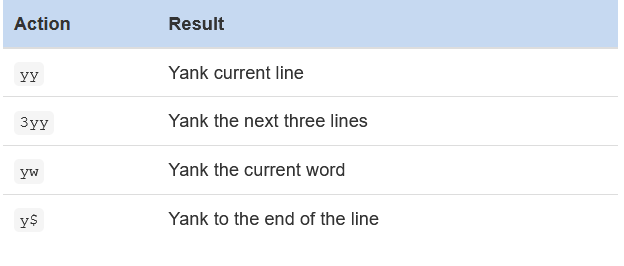 Action Result
yy Yank current line
3yy Yank the next three lines
yw Yank the current word
y$ Yank to the end of the line